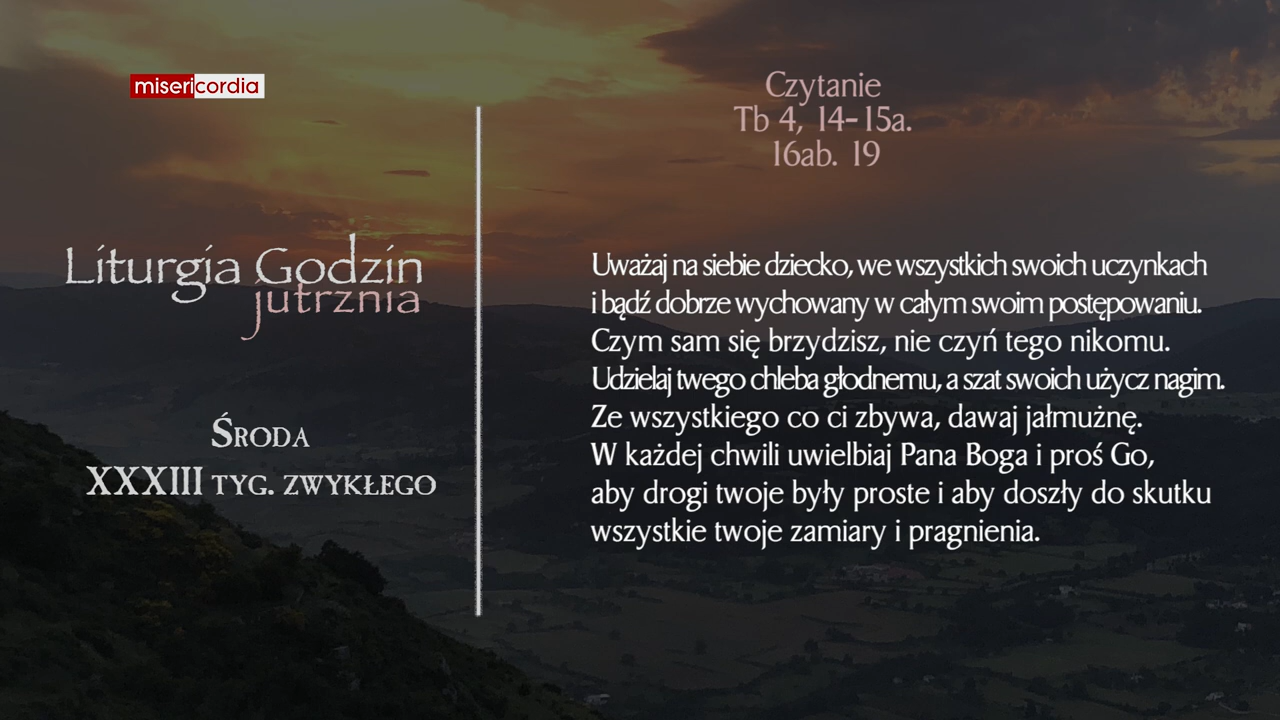 misericordia
Liturgia Godzin
jutrznia
Środa
XXXIII tyg. zwykłego
Czytanie
Tb 4, 14-15a.
16ab. 19
Uważaj na siebie dziecko, we wszystkich swoich uczynkach
i bądź dobrze wychowany w całym swoim postępowaniu.
Czym sam się brzydzisz, nie czyń tego nikomu.
Udzielaj twego chleba głodnemu, a szat swoich użycz nagim.
Ze wszystkiego co ci zbywa, dawaj jałmużnę.
W każdej chwili uwielbiaj Pana Boga i proś Go,
aby drogi twoje były proste i aby doszły do skutku
wszystkie twoje zamiary i pragnienia.